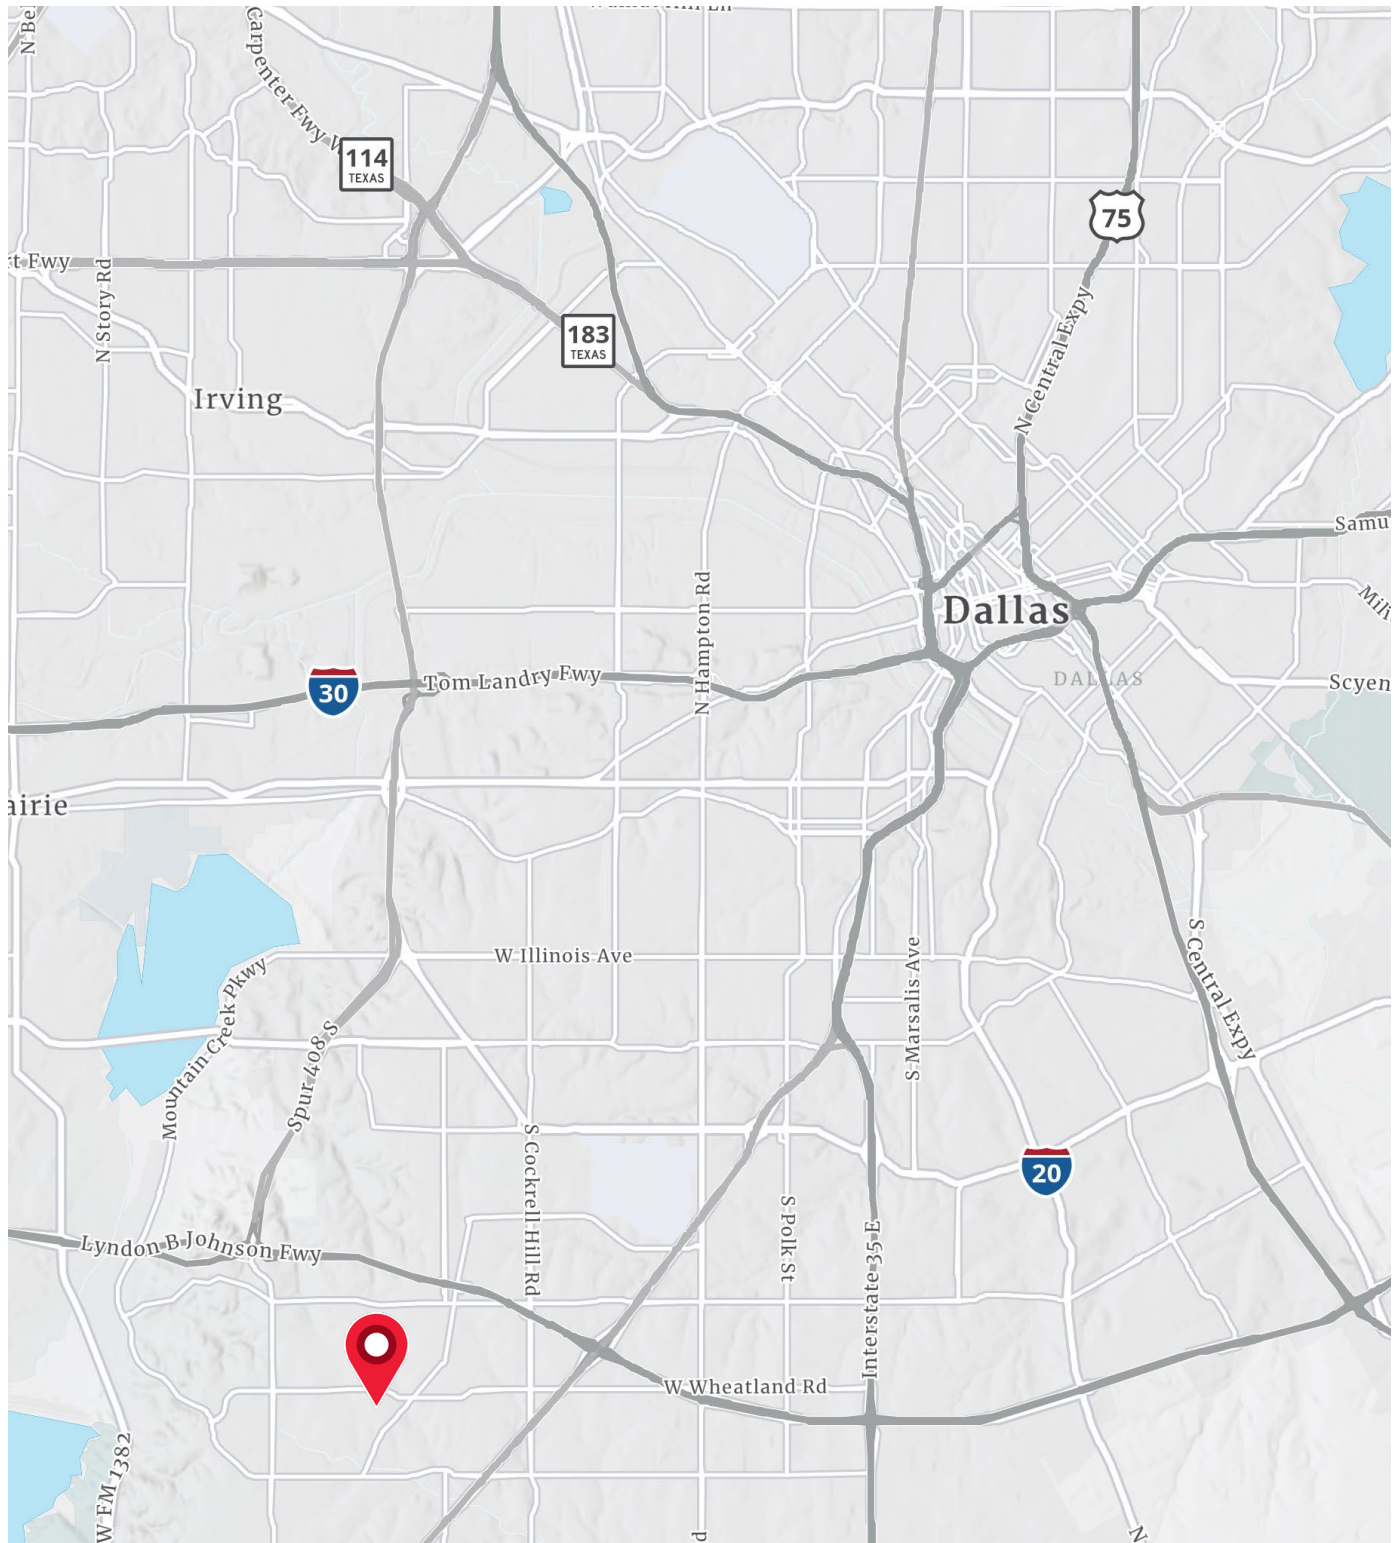 N Bel
Carpenter Fwy W
114
TEXAS
75
t Fwy
N Story Rd
183
TEXAS
N Central Expy
Irving
Samu
Dallas
N Hampton Rd
DALLAS
30
Tom Landry Fwy
Scyen
airie
W Illinois Ave
Mountain Creek Pkwy
S Marsalis Ave
S Central Expy
Spur 408 S
S Cockrell Hill Rd
20
S Polk St
Interstate 35 E
Lyndon B Johnson Fwy
W Wheatland Rd
W FM 1382
d
N